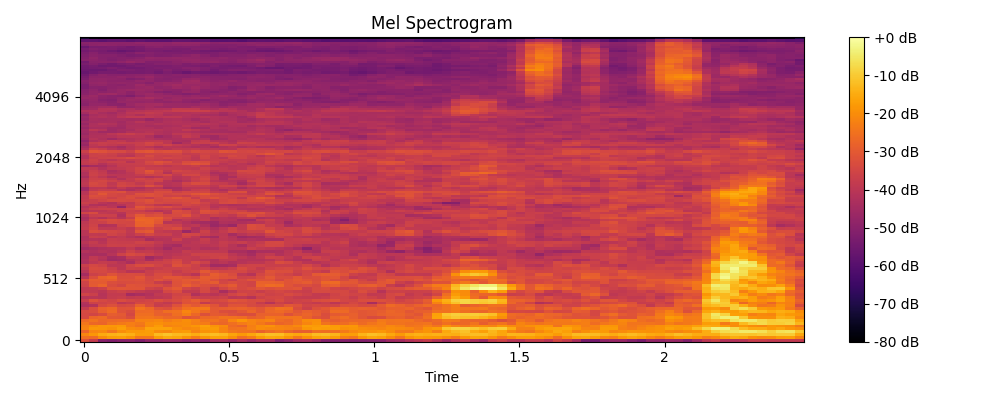 Mel Spectrogram
Hz
4096
2048
1024
512
0
0
0.5
1
1.5
2
Time
+0 dB
-10 dB
-20 dB
-30 dB
-40 dB
-50 dB
-60 dB
-70 dB
-80 dB